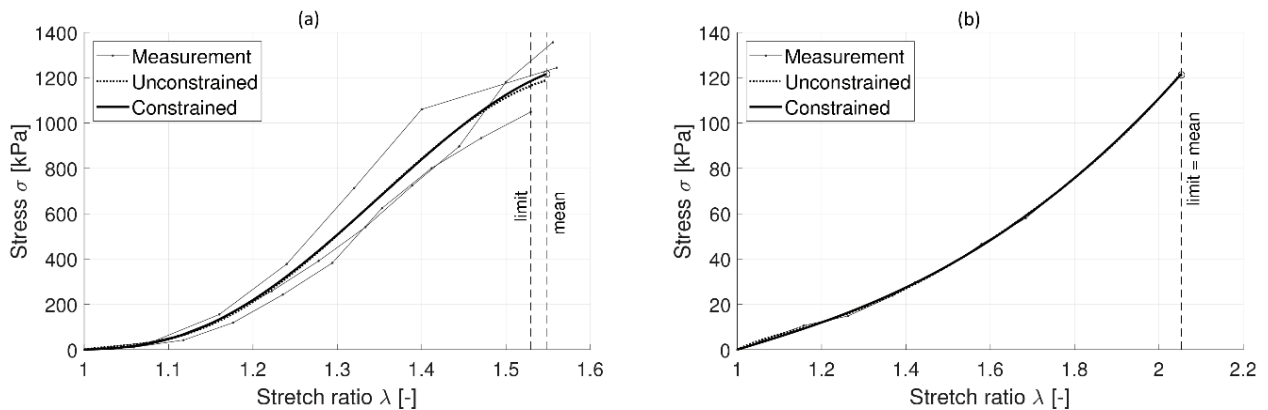 (a)
Measurement
Unconstrained
Constrained
1400
1200
1000
800
600
400
200
0
Stress σ [kPa]
limit
mean
1
1.1
1.2
1.3
1.4
1.5
1.6
Stretch ratio λ [-]
(b)
Measurement
Unconstrained
Constrained
140
120
100
80
60
40
20
0
Stress σ [kPa]
limit = mean
1
1.2
1.4
1.6
1.8
2
2.2
Stretch ratio λ [-]